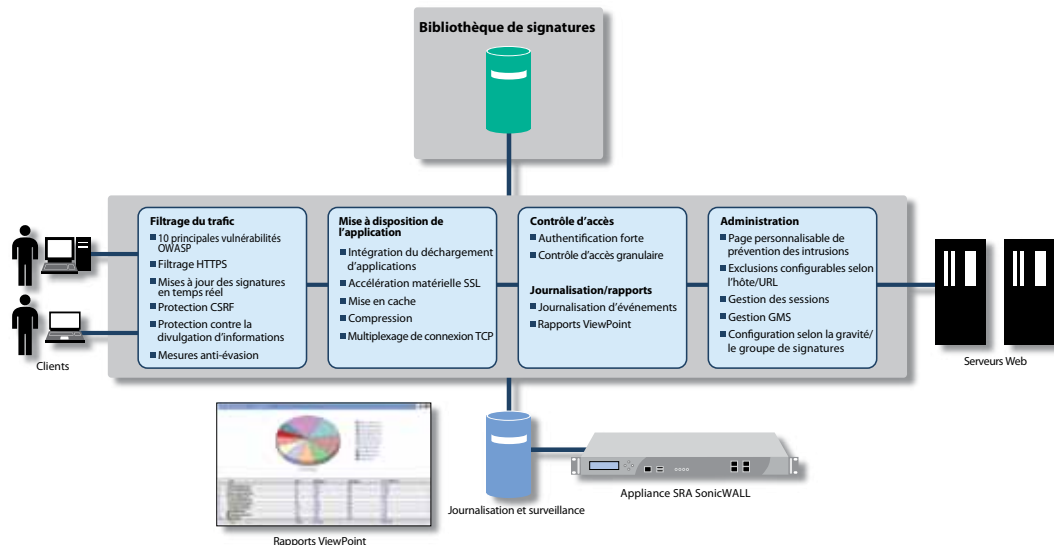 Bibliothèque de signatures
Filtrage du trafic
10 principales vulnérabilités
OWASP
Filtrage HTTPS
Mises à jour des signatures
en temps réel
Protection CSRF
Protection contre la
divulgation d'informations
Mesures anti-évasion
Mise à disposition de
l'application
Intégration du déchargement
d'applications
Accélération matérielle SSL
Mise en cache
Compression
Multiplexage de connexion TCP
Contrôle d'accès
Authentification forte
Contrôle d'accès granulaire
Journalisation/rapports
Journalisation d'événements
Rapports ViewPoint
Administration
Page personnalisable de
prévention des intrusions
Exclusions configurables selon
l'hôte/URL
Gestion des sessions
Gestion GMS
Configuration selon la gravité/
le groupe de signatures
Clients
Serveurs Web
Journalisation et surveillance
Appliance SRA SonicWALL
Rapports ViewPoint